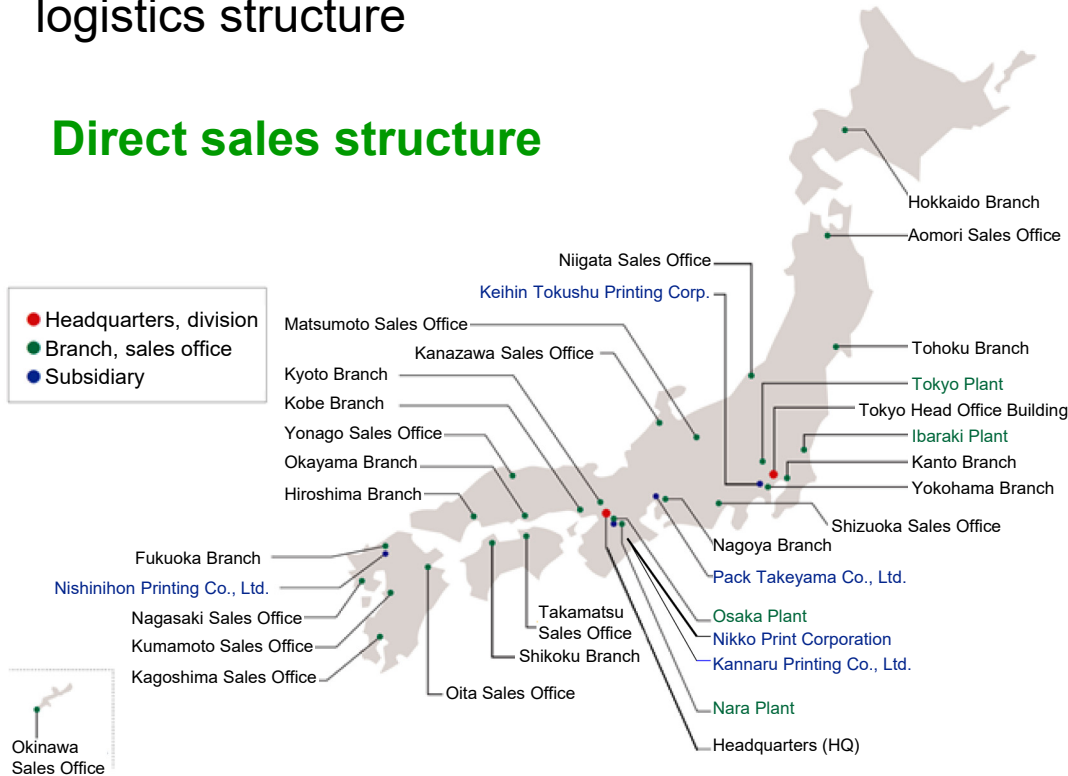 logistics structure
Direct sales structure
Hokkaido Branch
Aomori Sales Office
Niigata Sales Office
Keihin Tokushu Printing Corp.
Headquarters, division
Branch, sales office
Subsidiary
Matsumoto Sales Office
Kanazawa Sales Office
Kyoto Branch
Kobe Branch
Yonago Sales Office
Okayama Branch
Hiroshima Branch
Tohoku Branch
Tokyo Plant
Tokyo Head Office Building
Ibaraki Plant
Kanto Branch
Yokohama Branch
Shizuoka Sales Office
Nagoya Branch
Pack Takeyama Co., Ltd.
Fukuoka Branch
Nishinihon Printing Co., Ltd.
Nagasaki Sales Office
Kumamoto Sales Office
Kagoshima Sales Office
Takamatsu
Sales Office
Shikoku Branch
Oita Sales Office
Osaka Plant
Nikko Print Corporation
Kannaru Printing Co., Ltd.
Nara Plant
Headquarters (HQ)
Okinawa
Sales Office